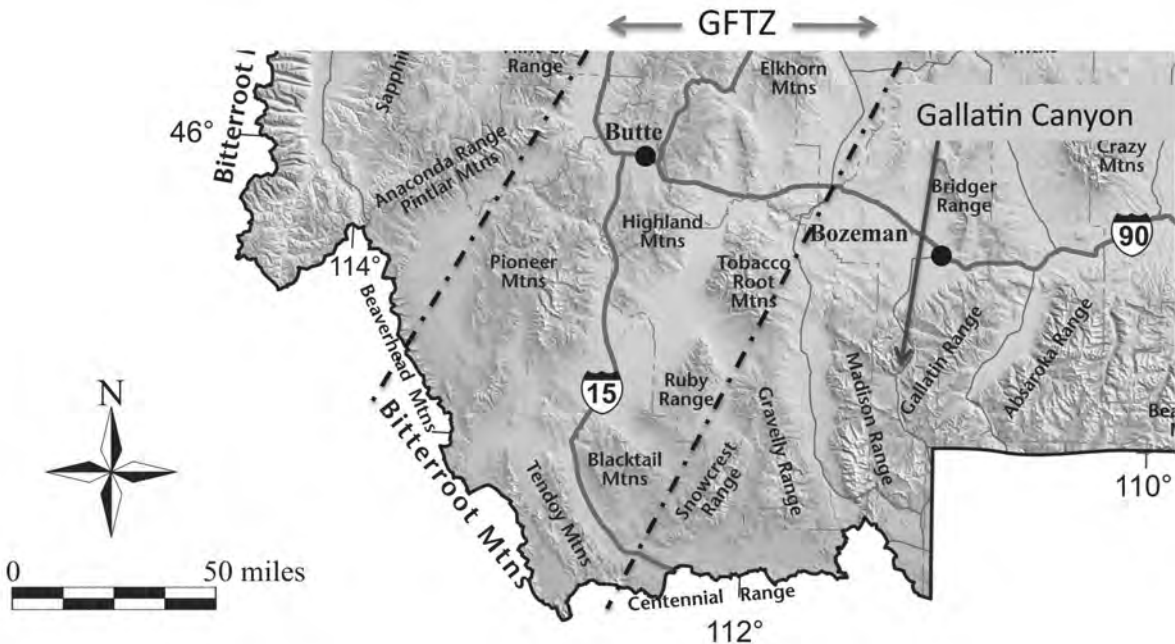 GFTZ
Range
Sapphir
Bitterroot
Elkhorn
Mtns
46°
Butte
Gallatin Canyon
Crazy
Mtns
Anaconda Range
Pintlar Mtns
Bridger
Range
Highland
Mtns
Bozeman
90
114°
Pioneer
Mtns
Tobacco
Root
Mtns
Beaverhead Mtns
15
Ruby
Range
Gravelly Range
Madison Range
Gallatin Range
Absaroka Range
N
Bitterroot Mtns
Blacktail
Mtns
Snowcrest
Range
Tendoy Mtns
110°
0 50 miles
Centennial Range
112°